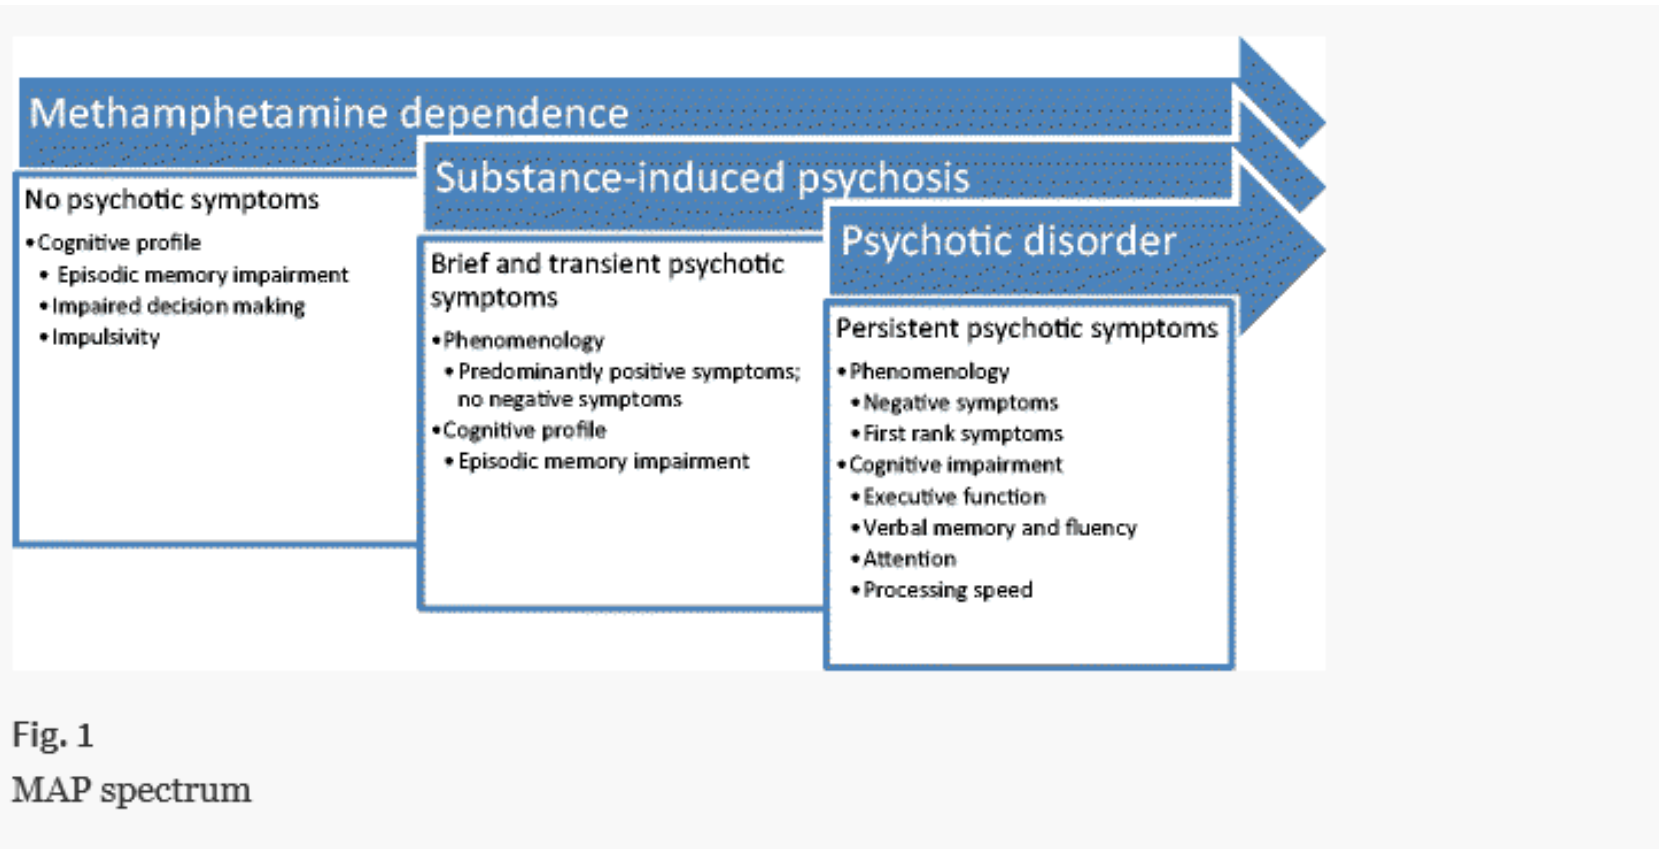 Methamphetamine dependence
No psychotic symptoms
•Cognitive profile
• Episodic memory impairment
•Impaired decision making
•Impulsivity
Substance-induced psychosis
Brief and transient psychotic
symptoms
•Phenomenology
•Predominantly positive symptoms;
no negative symptoms
•Cognitive profile
•Episodic memory impairment
Psychotic disorder
Persistent psychotic symptoms
•Phenomenology
•Negative symptoms
•First rank symptoms
•Cognitive impairment
•Executive function
•Verbal memory and fluency
•Attention
•Processing speed
Fig. 1
MAP spectrum